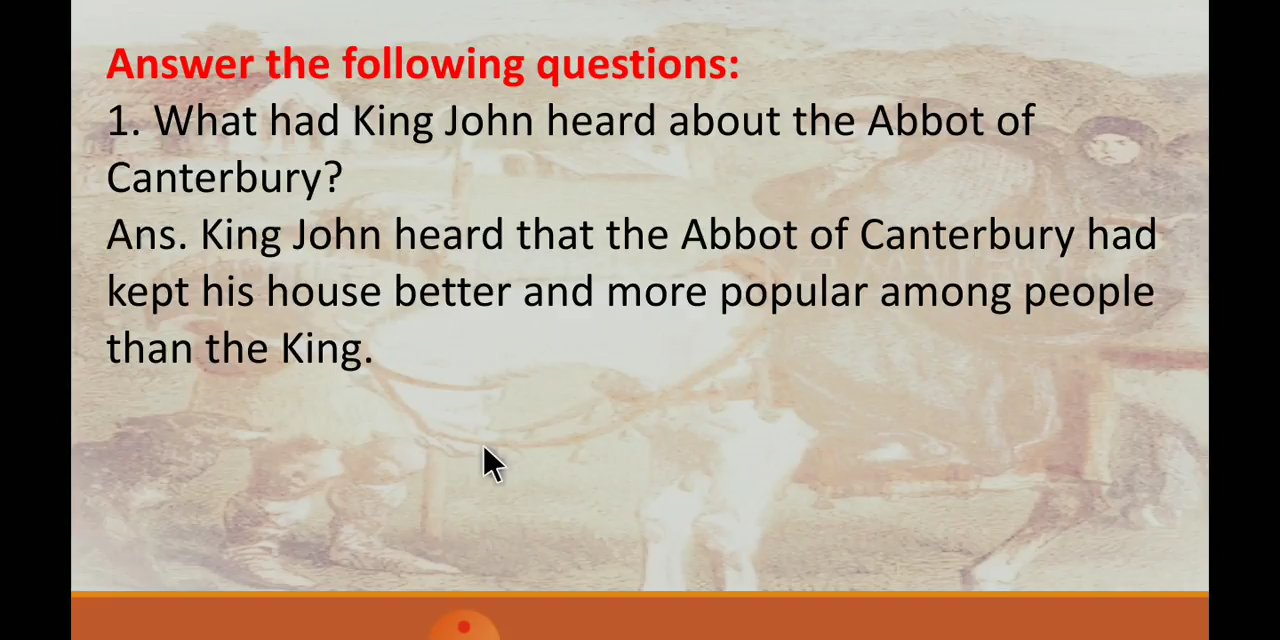 Answer the following questions:
1. What had King John heard about the Abbot of
Canterbury?
Ans. King John heard that the Abbot of Canterbury had
kept his house better and more popular among people
than the King.